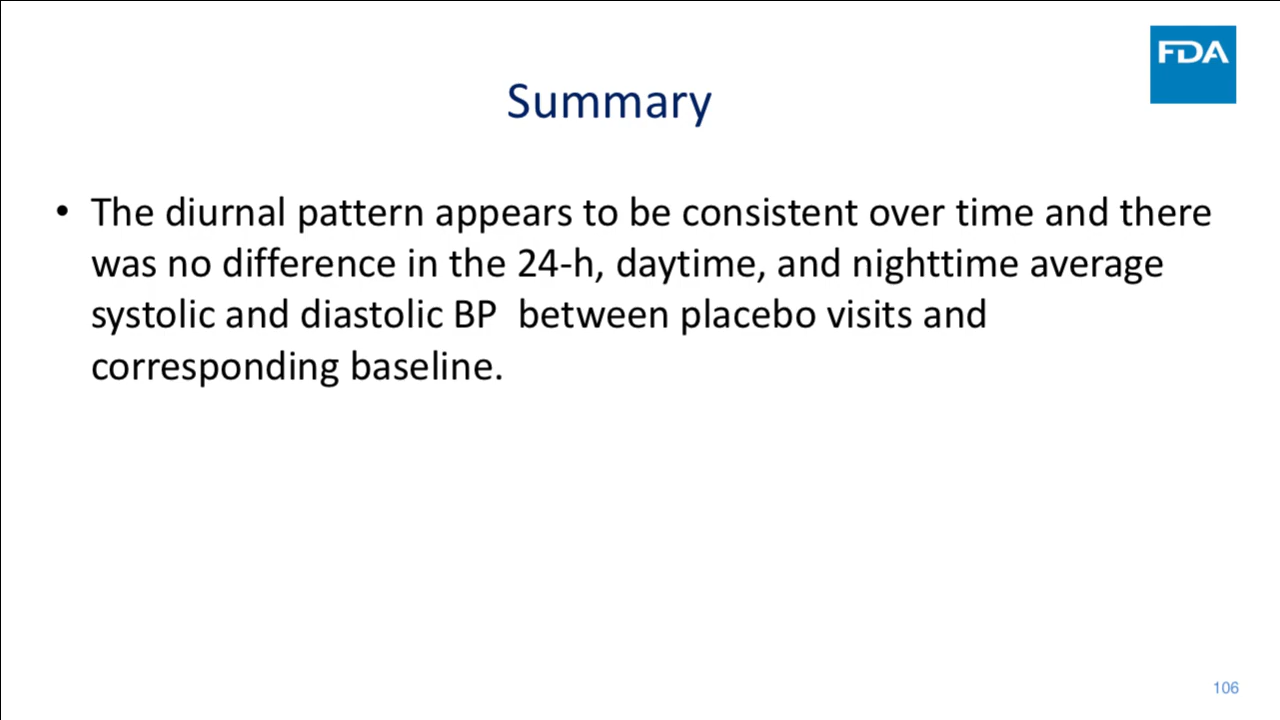 FDA
Summary
• The diurnal pattern appears to be consistent over time and there
was no difference in the 24-h, daytime, and nighttime average
systolic and diastolic BP  between placebo visits and
corresponding baseline.
106